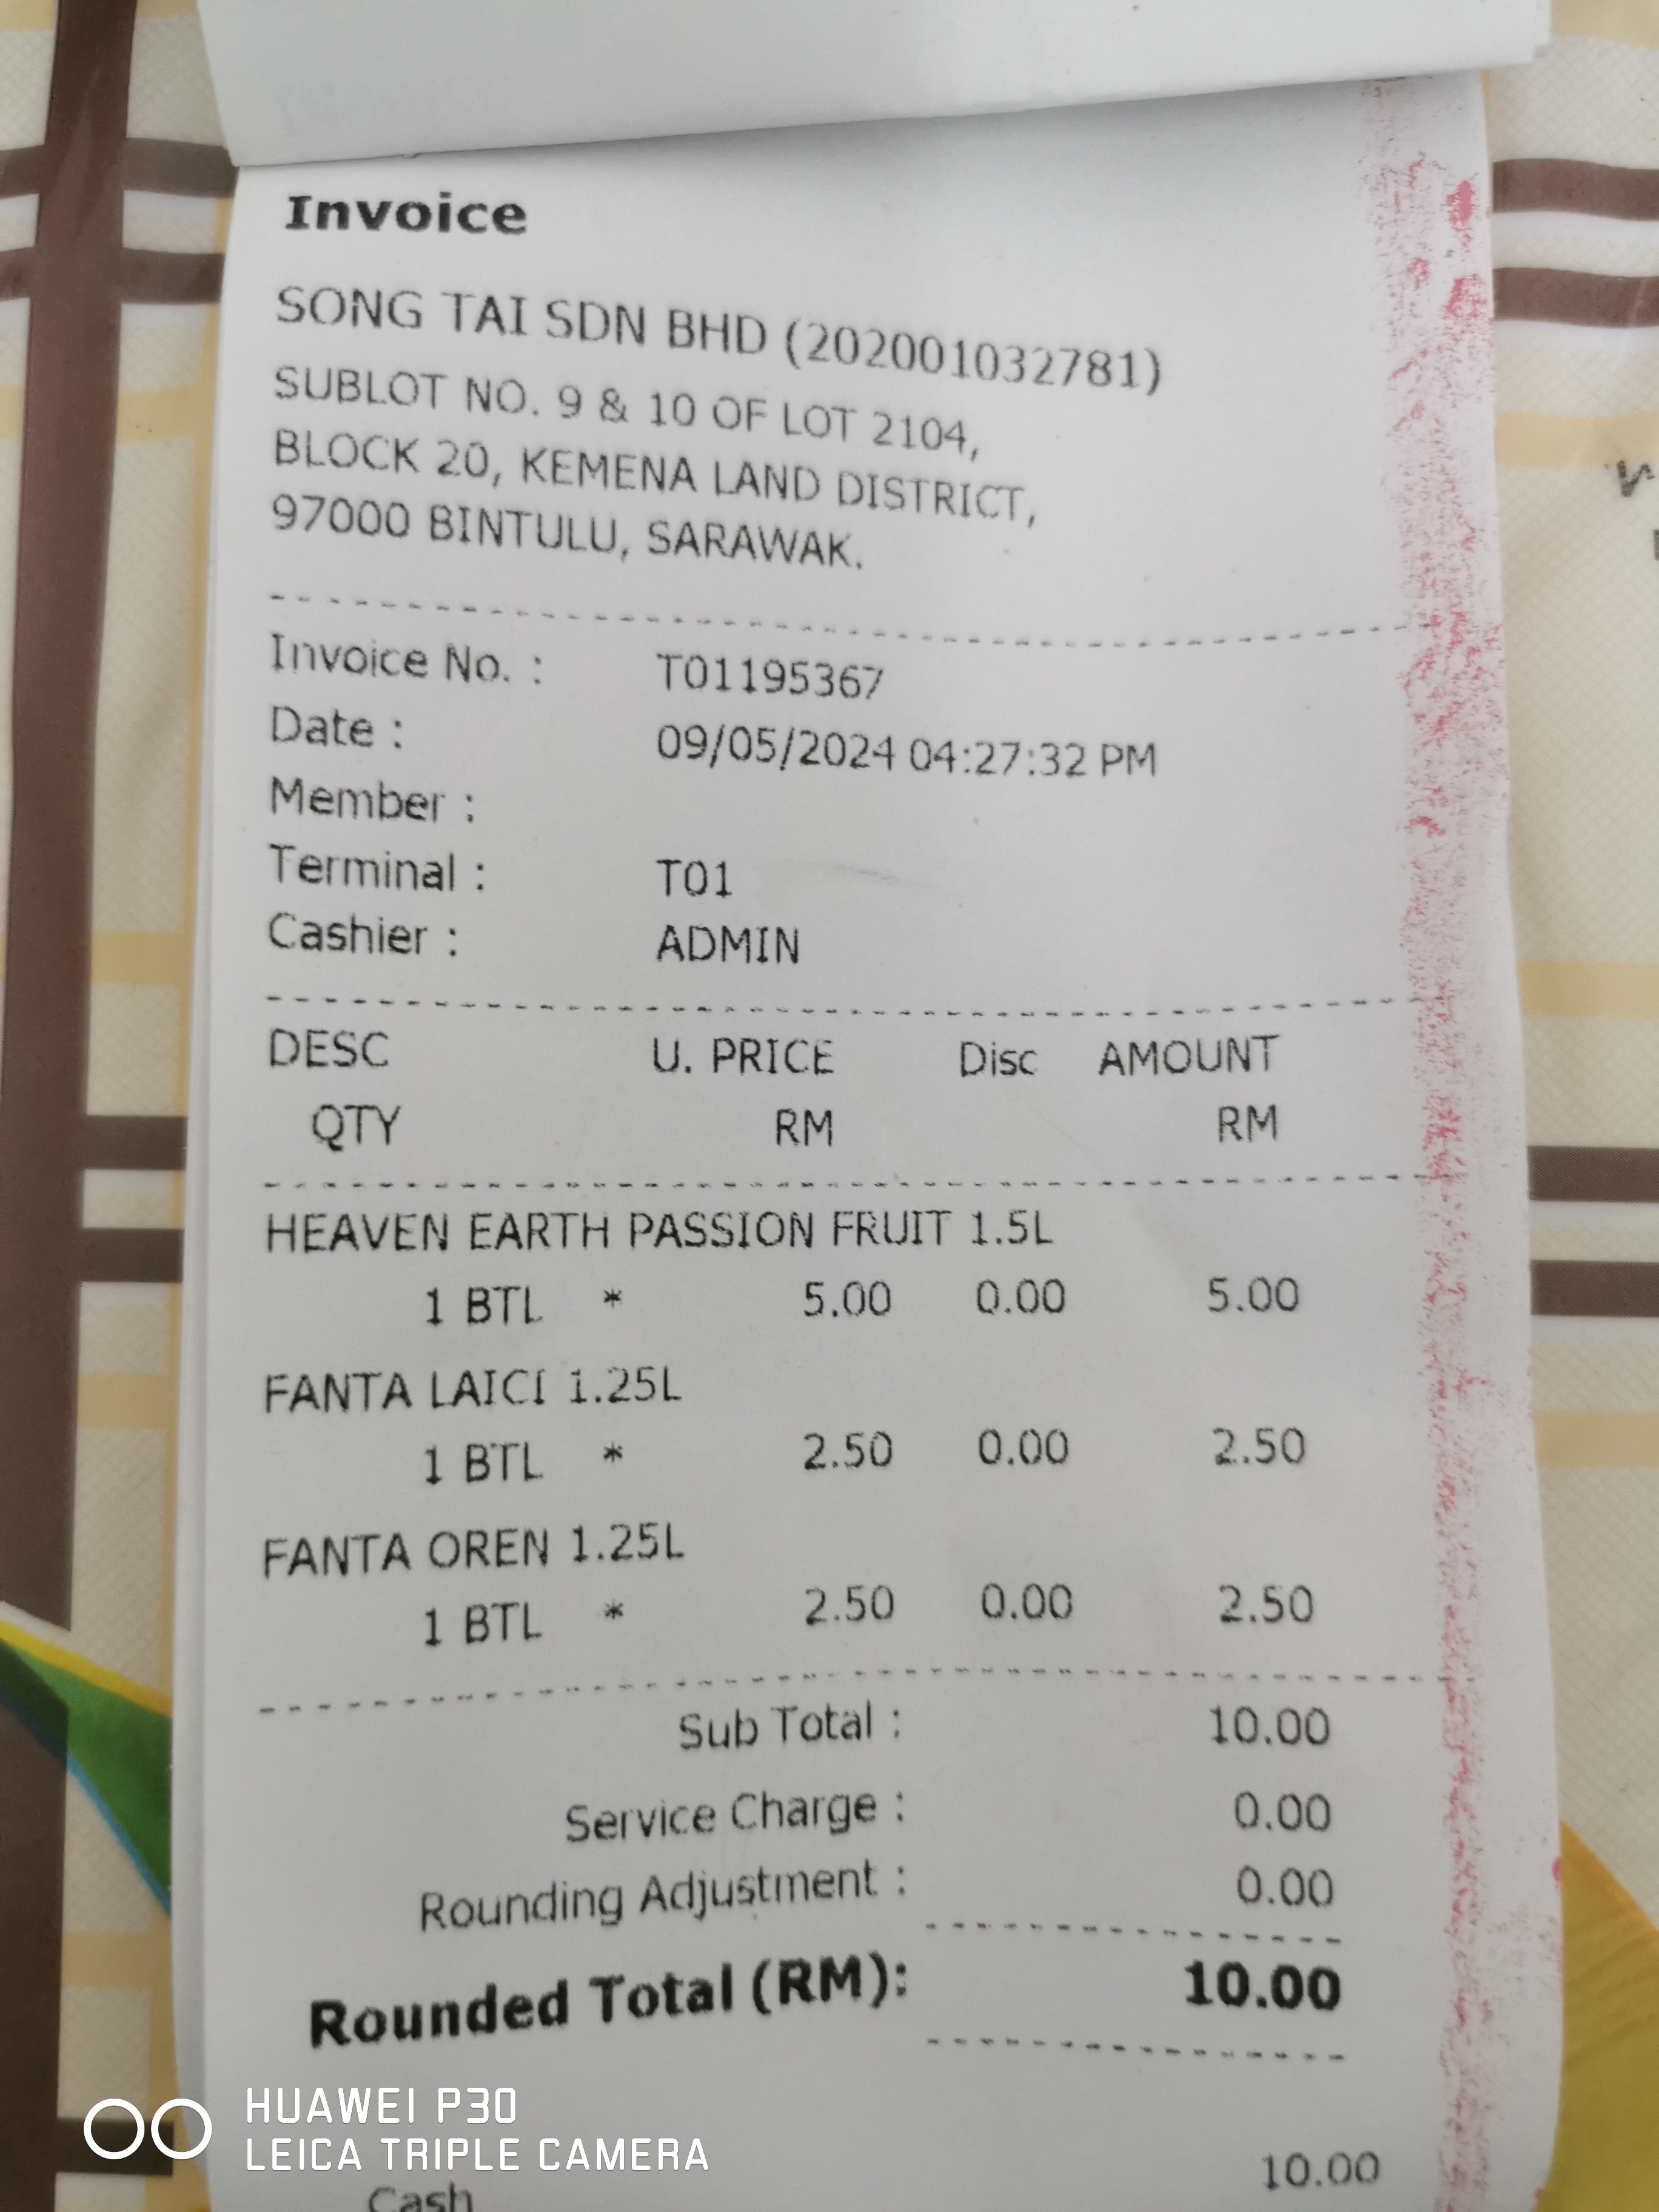 Invoice
SONG TAI SDN BHD (202001032781)
SUBLOT NO. 9 & 10 OF LOT 2104,
BLOCK 20, KEMENA LAND DISTRICT,
97000 BINTULU, SARAWAK.
Invoice No. : T01195367
Date : 09/05/2024 04:27:32 PM
Member :
Terminal : T01
Cashier : ADMIN
DESC U. PRICE Disc AMOUNT
QTY RM RM
HEAVEN EARTH PASSION FRUIT 1.5L
1 BTL * 5.00 0.00 5.00
FANTA LAICI 1.25L
1 BTL * 2.50 0.00 2.50
FANTA OREN 1.25L
1 BTL * 2.50 0.00 2.50
Sub Total : 10.00
Service Charge : 0.00
Rounding Adjustment : 0.00
Rounded Total (RM): 10.00
Cash 10.00
HUAWEI P30
LEICA TRIPLE CAMERA